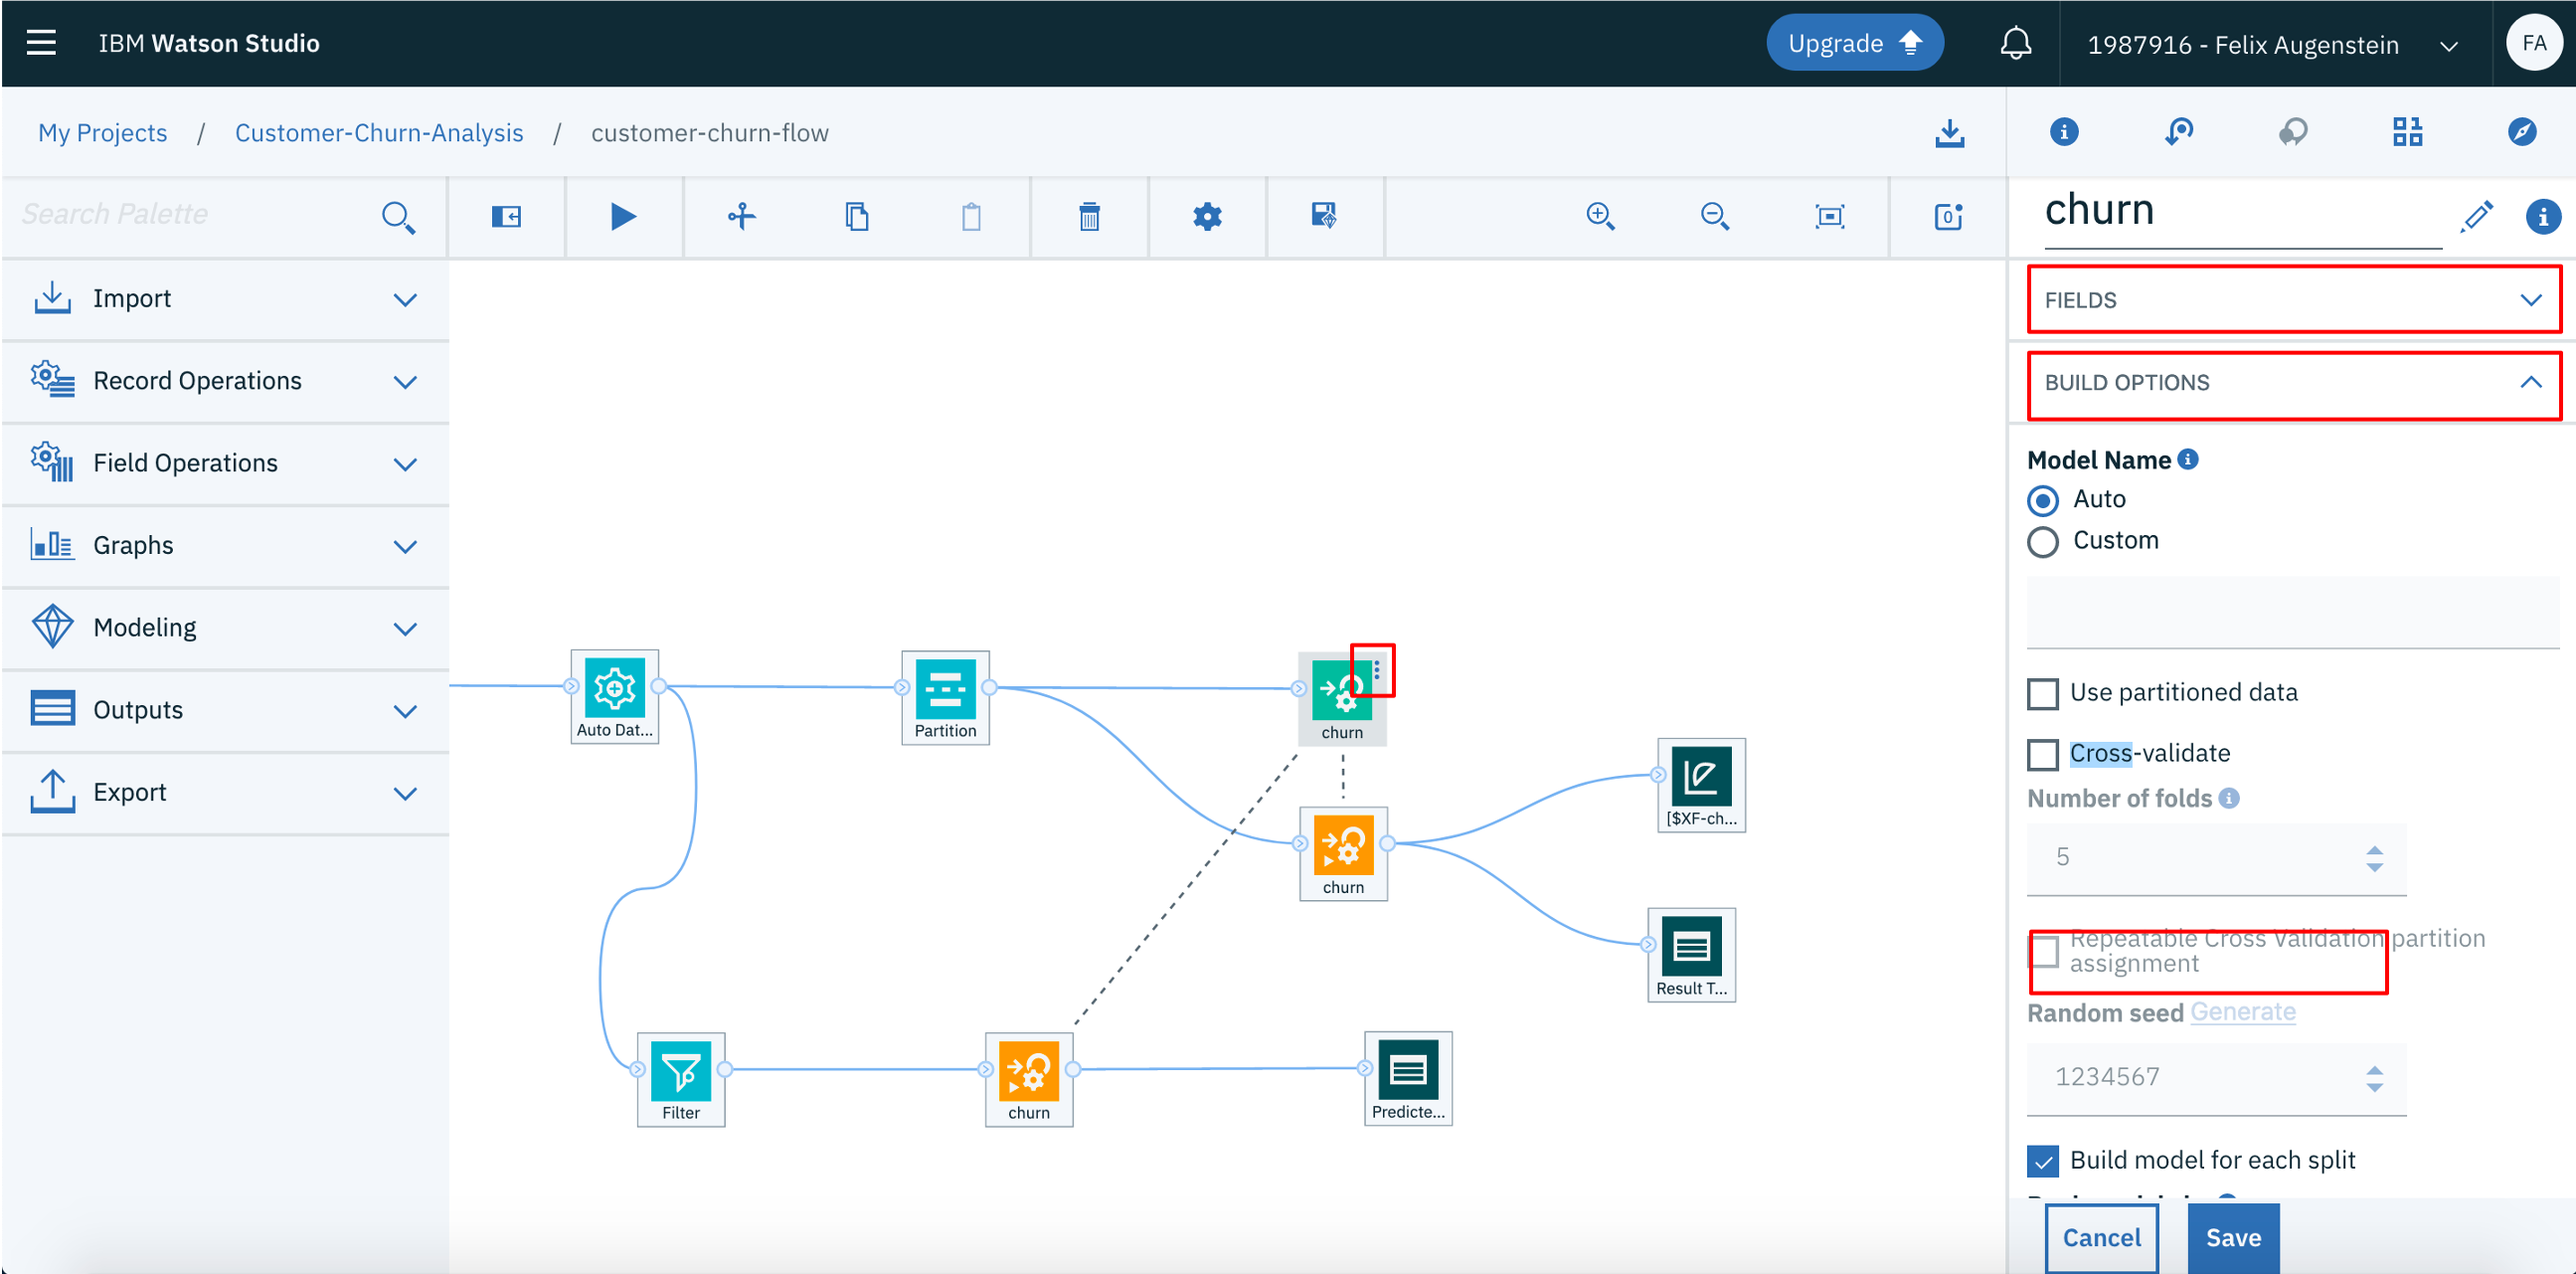 IBM Watson Studio
Upgrade
1987916 - Felix Augenstein
FA
My Projects / Customer-Churn-Analysis / customer-churn-flow
Search Palette
Import
Record Operations
Field Operations
Graphs
Modeling
Outputs
Export
Auto Dat...
Partition
churn
churn
[$XF-ch...
Result T...
Filter
churn
Predicte...
churn
FIELDS
BUILD OPTIONS
Model Name
Auto
Custom
Use partitioned data
Cross-validate
Number of folds
5
Repeatable Cross Validation partition
assignment
Random seed Generate
1234567
Build model for each split
Cancel
Save